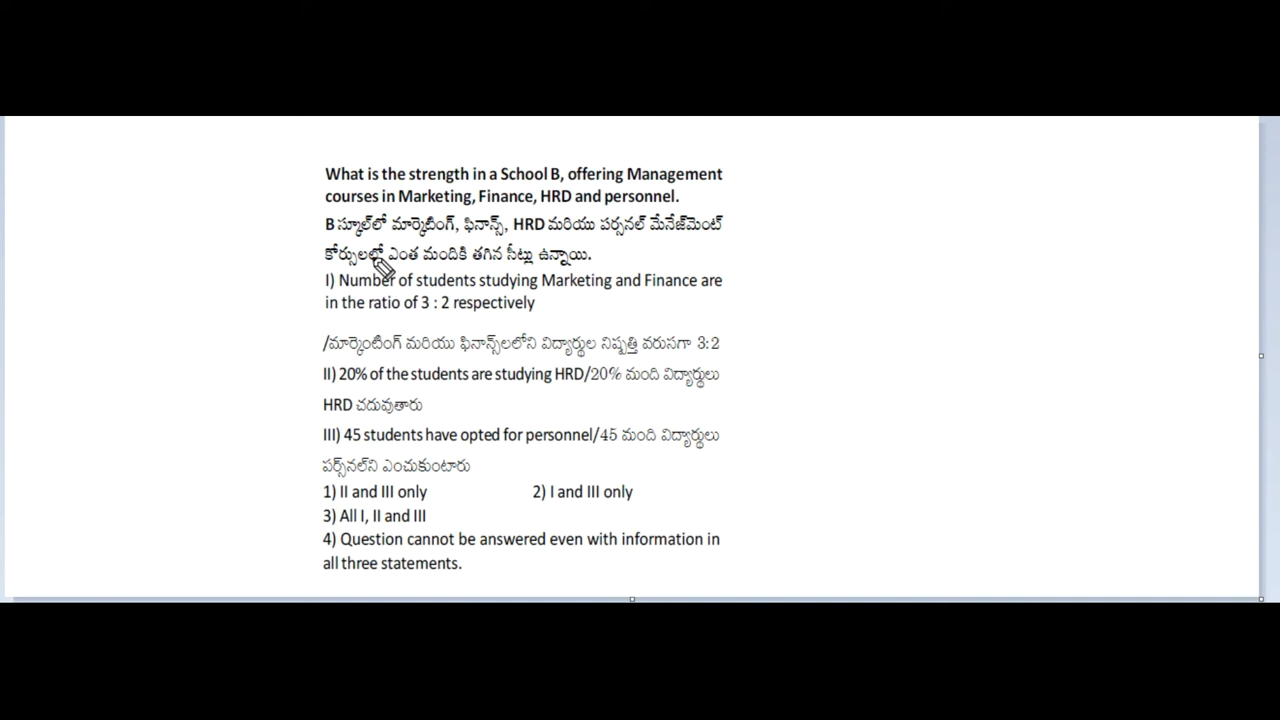 What is the strength in a School B, offering Management
courses in Marketing, Finance, HRD and personnel.
B స్కూల్‌లో మార్కెటింగ్, ఫినాన్స్, HRD మరియు పర్సనల్ మేనేజ్‌మెంట్
కోర్సులల్లో ఎంత మందికి తగిన సీట్లు ఉన్నాయి.
I) Number of students studying Marketing and Finance are
in the ratio of 3 : 2 respectively
/మార్కెంటింగ్ మరియు ఫినాన్స్‌లలోని విద్యార్థుల నిష్పత్తి వరుసగా 3:2
II) 20% of the students are studying HRD/20% మంది విద్యార్థులు
HRD చదువుతారు
III) 45 students have opted for personnel/45 మంది విద్యార్థులు
పర్స్‌నల్‌ని ఎంచుకుంటారు
1) II and III only 2) I and III only
3) All I, II and III
4) Question cannot be answered even with information in
all three statements.